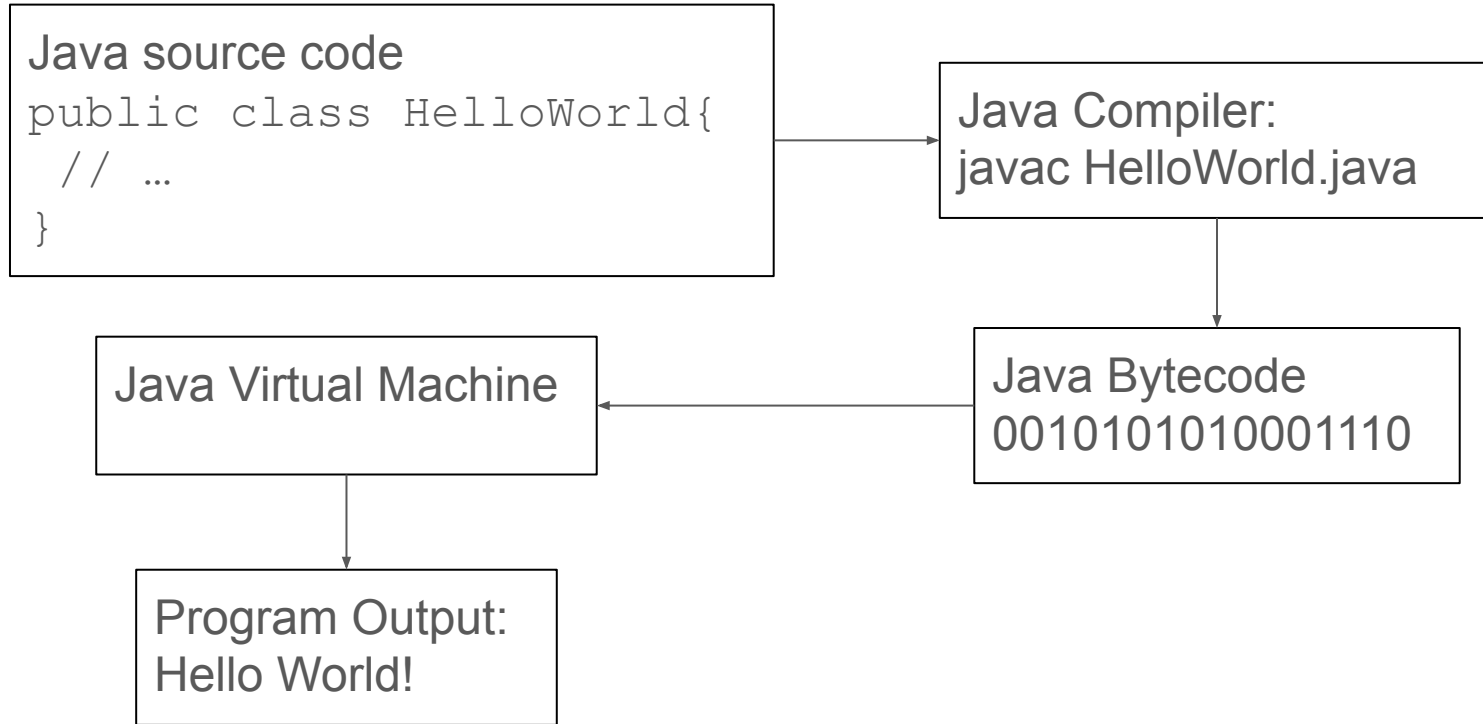 Java source code
public class HelloWorld{
 // …
}
Java Compiler:
javac HelloWorld.java
Java Bytecode
0010101010001110
Java Virtual Machine
Program Output:
Hello World!